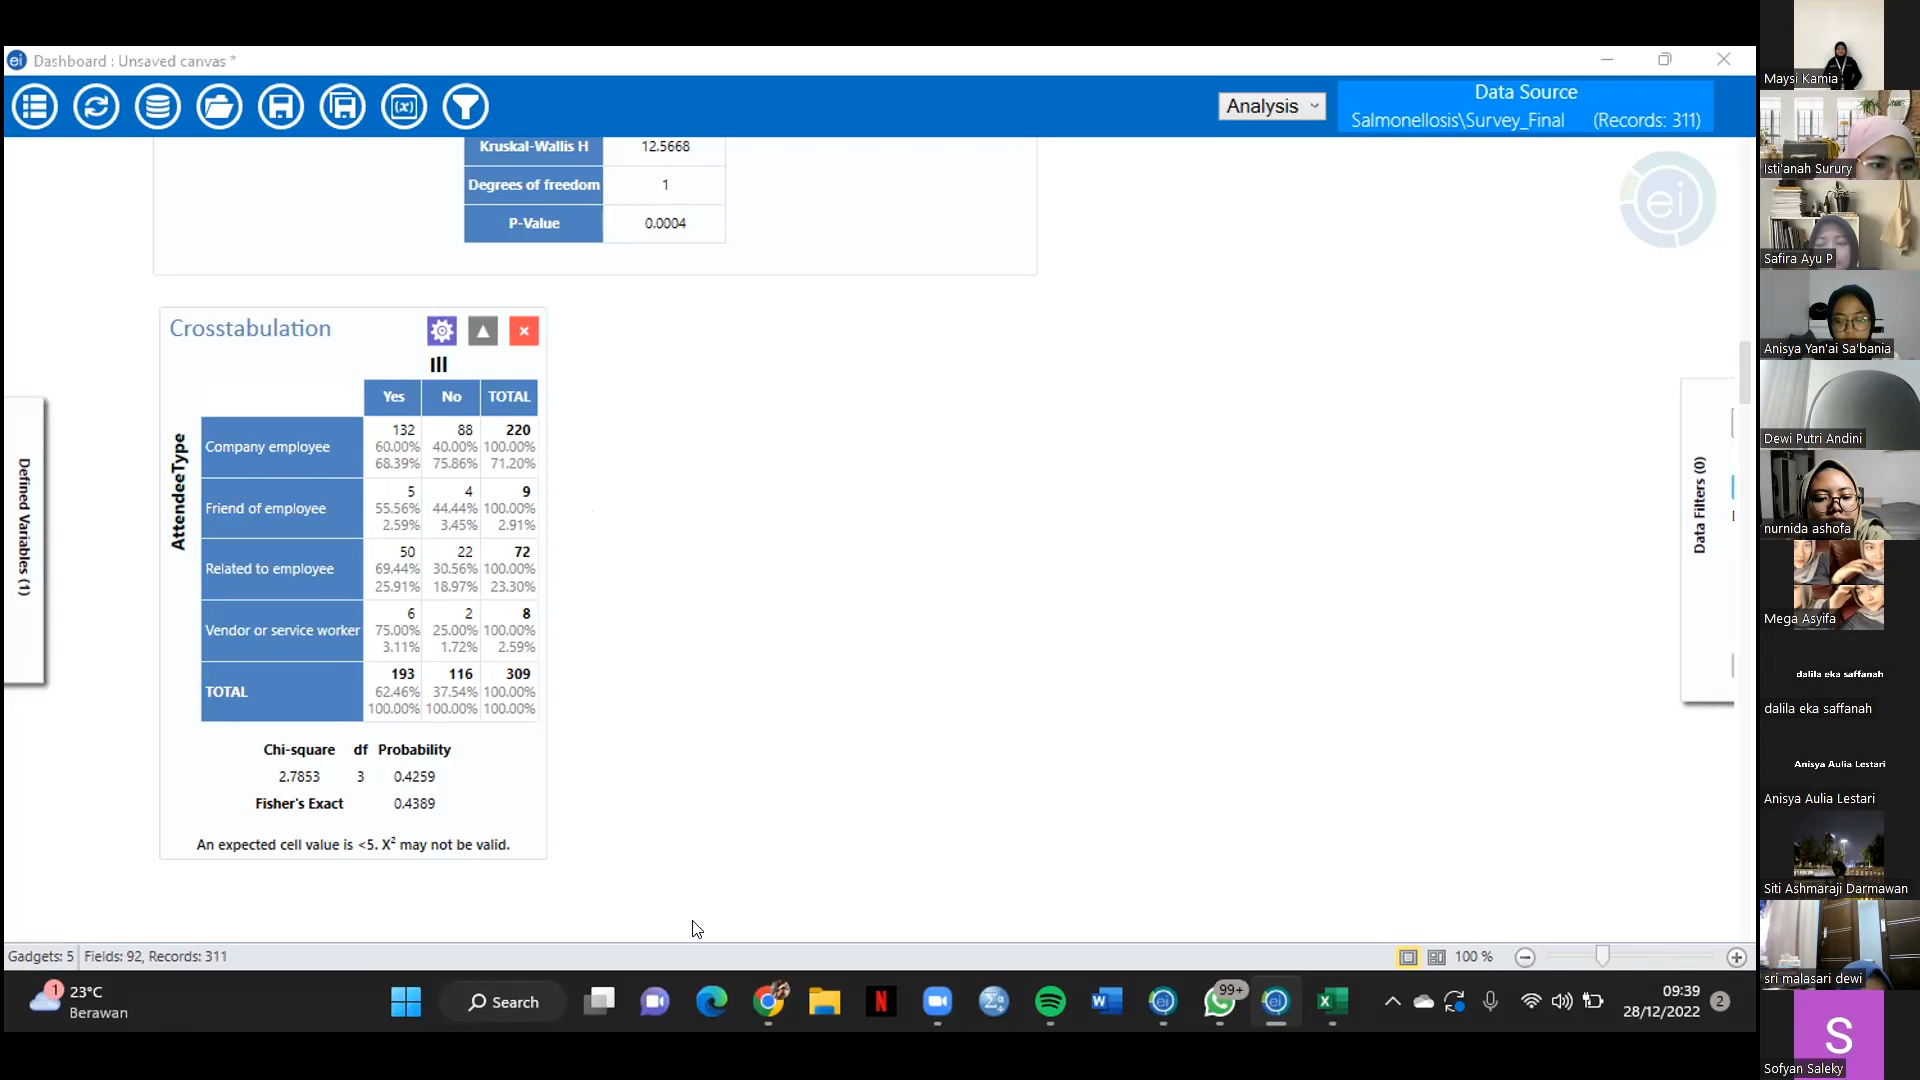 Dashboard : Unsaved canvas *
Analysis
Data Source
Salmonellosis\Survey_Final (Records: 311)
Kruskal-Wallis H 12.5668
Degrees of freedom 1
P-Value 0.0004
ei
Crosstabulation
Ill
Yes No TOTAL
AttendeeType
Company employee
132 88 220
60.00% 40.00% 100.00%
68.39% 75.86% 71.20%
Friend of employee
5 4 9
55.56% 44.44% 100.00%
2.59% 3.45% 2.91%
Related to employee
50 22 72
69.44% 30.56% 100.00%
25.91% 18.97% 23.30%
Vendor or service worker
6 2 8
75.00% 25.00% 100.00%
3.11% 1.72% 2.59%
TOTAL
193 116 309
62.46% 37.54% 100.00%
100.00% 100.00% 100.00%
Chi-square df Probability
2.7853 3 0.4259
Fisher's Exact 0.4389
An expected cell value is <5. X² may not be valid.
Defined Variables (1)
Data Filters (0)
Gadgets: 5 Fields: 92, Records: 311
100 %
1
23°C
Berawan
Search
99+
09:39
28/12/2022
2
Maysi Kamia
Isti'anah Surury
Safira Ayu P
Anisya Yan'ai Sa'bania
Dewi Putri Andini
nurnida ashofa
Mega Asyifa
dalila eka saffanah
dalila eka saffanah
Anisya Aulia Lestari
Anisya Aulia Lestari
Siti Ashmaraji Darmawan
sri malasari dewi
S
Sofyan Saleky